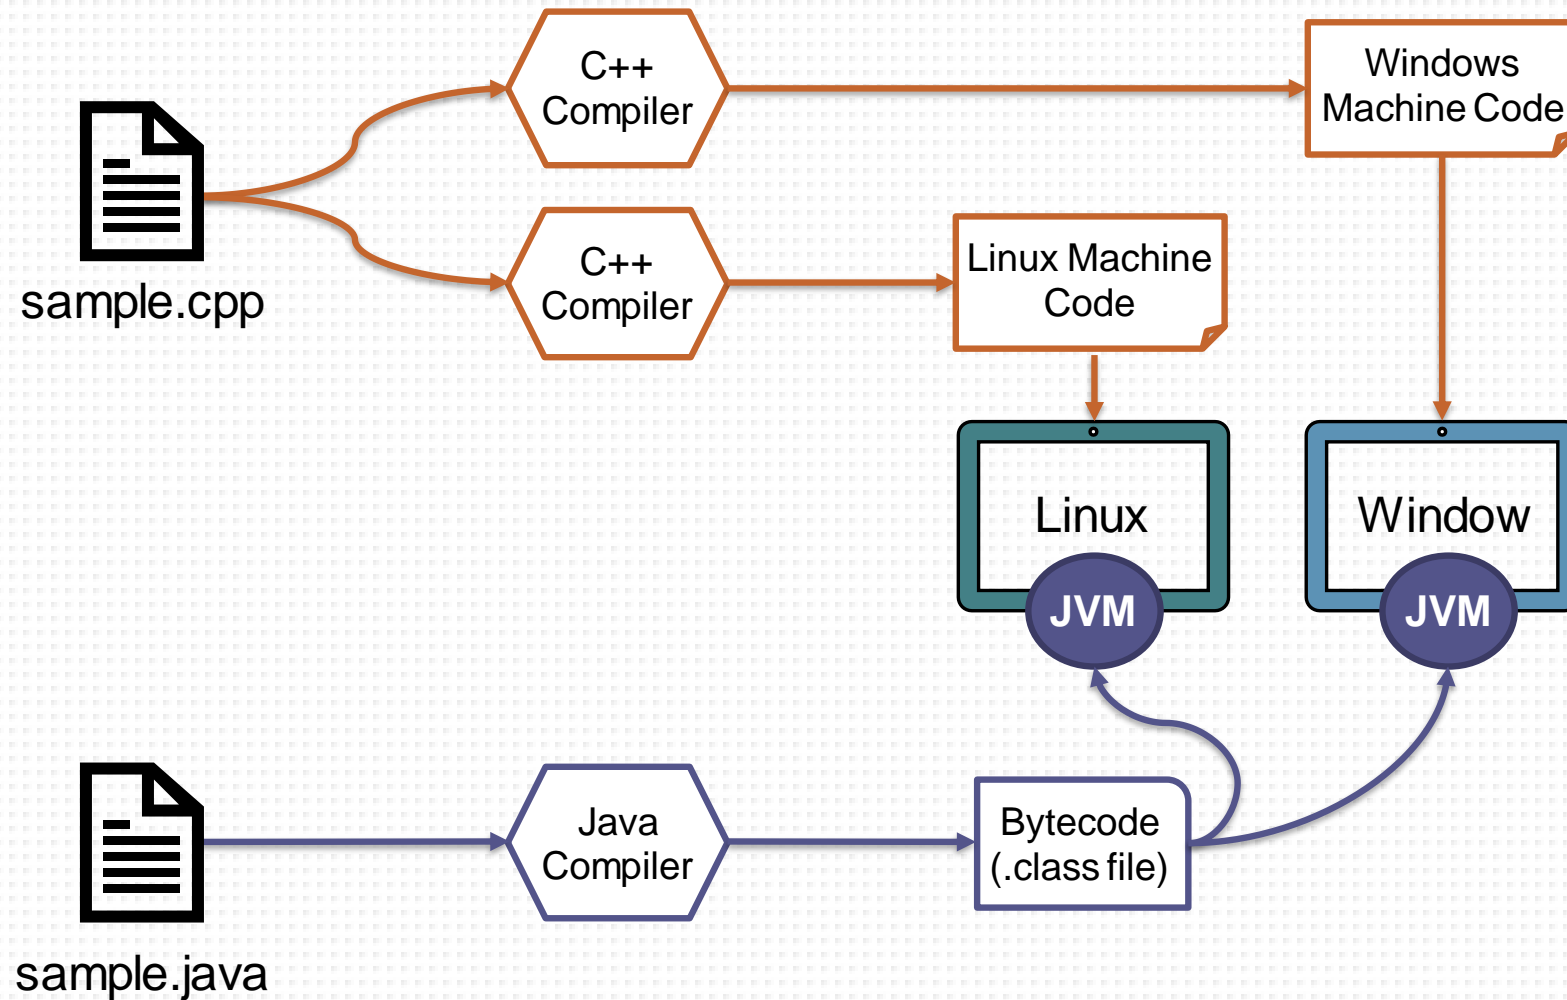 C++
Compiler
Windows
Machine Code
sample.cpp
C++
Compiler
Linux Machine
Code
Linux
Window
JVM
JVM
Java
Compiler
Bytecode
(.class file)
sample.java